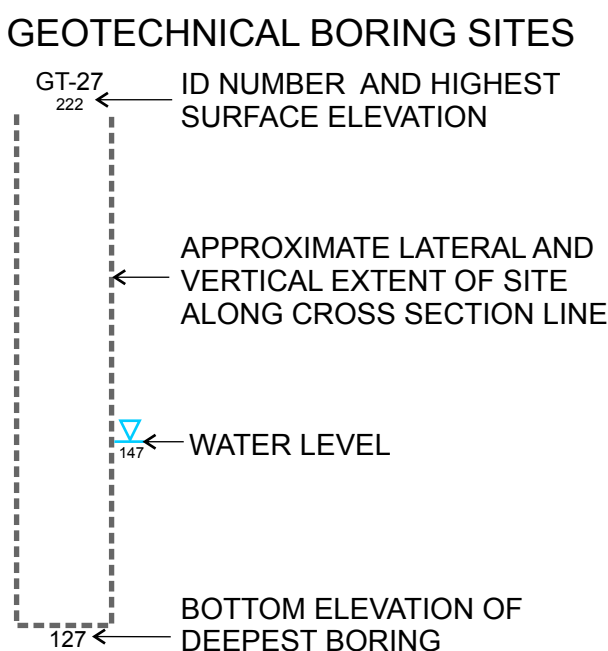 GEOTECHNICAL BORING SITES
GT-27
222
ID NUMBER AND HIGHEST
SURFACE ELEVATION
APPROXIMATE LATERAL AND
VERTICAL EXTENT OF SITE
ALONG CROSS SECTION LINE
147
WATER LEVEL
127
BOTTOM ELEVATION OF
DEEPEST BORING